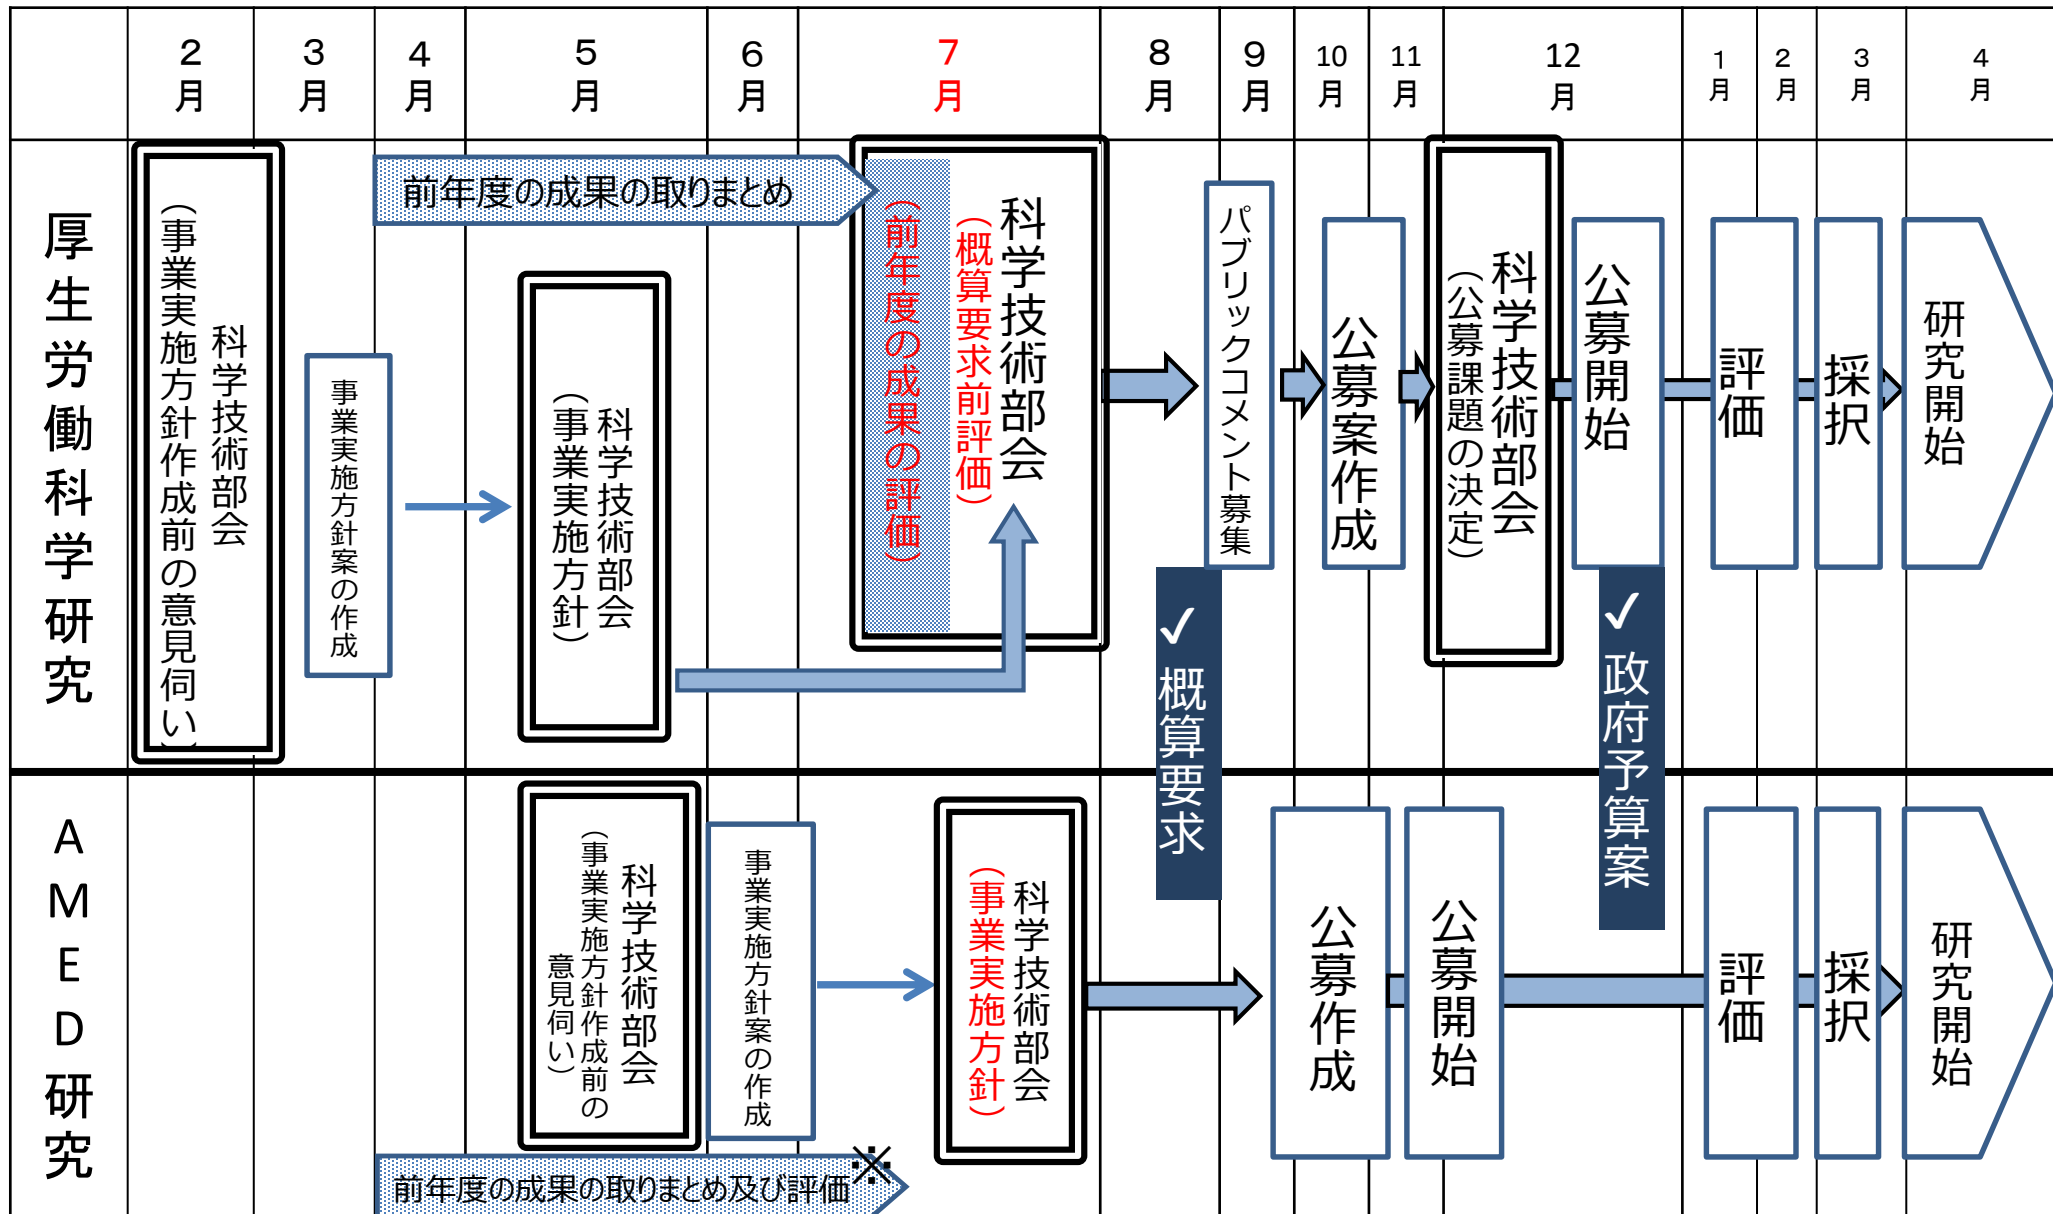 2月
3月
4月
5月
6月
7月
8月
9月
10月
11月
12月
1月
2月
3月
4月
厚生労働科学研究
科学技術部会
（事業実施方針作成前の意見伺い）
事業実施方針案の作成
前年度の成果の取りまとめ
科学技術部会
（事業実施方針）
科学技術部会
（概算要求前評価）
（前年度の成果の評価）
✓概算要求
パブリックコメント募集
公募案作成
科学技術部会
（公募課題の決定）
公募開始
✓政府予算案
評価
採択
研究開始
AMED研究
科学技術部会
（事業実施方針作成前の
意見伺い）
事業実施方針案の作成
前年度の成果の取りまとめ及び評価※
科学技術部会
（事業実施方針）
公募作成
公募開始
評価
採択
研究開始